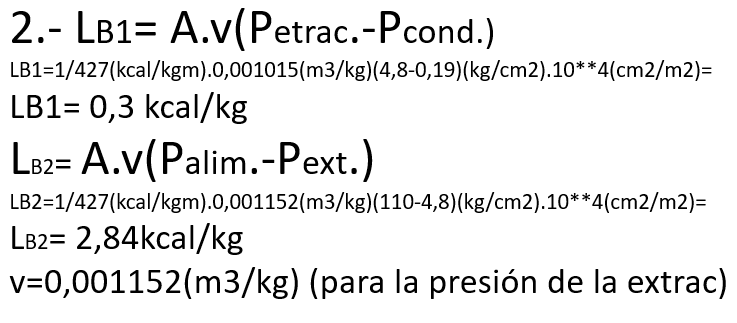 2.- LB1= A.v(Petrac.-Pcond.)
LB1=1/427(kcal/kgm).0,001015(m3/kg)(4,8-0,19)(kg/cm2).10**4(cm2/m2)=
LB1= 0,3 kcal/kg
LB2= A.v(Palim.-Pext.)
LB2=1/427(kcal/kgm).0,001152(m3/kg)(110-4,8)(kg/cm2).10**4(cm2/m2)=
LB2= 2,84kcal/kg
v=0,001152(m3/kg) (para la presión de la extrac)